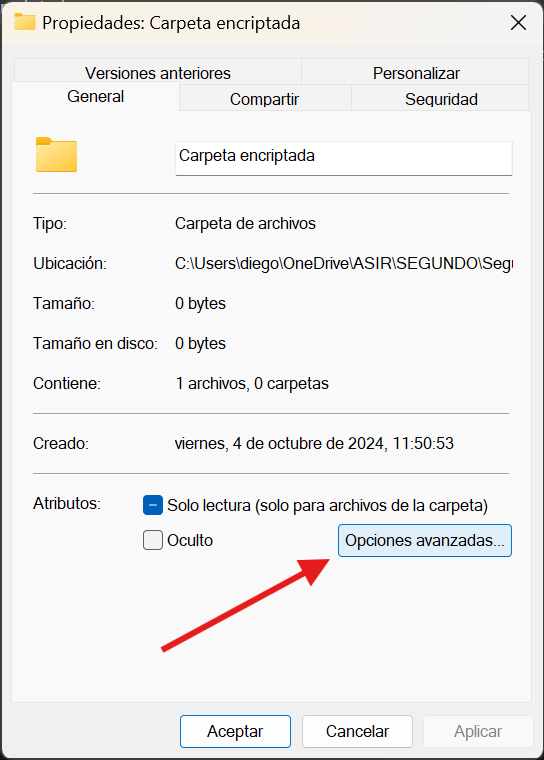 Propiedades: Carpeta encriptada
Versiones anteriores
Personalizar
General
Compartir
Seguridad
Carpeta encriptada
Tipo: Carpeta de archivos
Ubicación: C:\Users\diego\OneDrive\ASIR\SEGUNDO\Segu
Tamaño: 0 bytes
Tamaño en disco: 0 bytes
Contiene: 1 archivos, 0 carpetas
Creado: viernes, 4 de octubre de 2024, 11:50:53
Atributos: Solo lectura (solo para archivos de la carpeta)
Oculto
Opciones avanzadas...
Aceptar
Cancelar
Aplicar